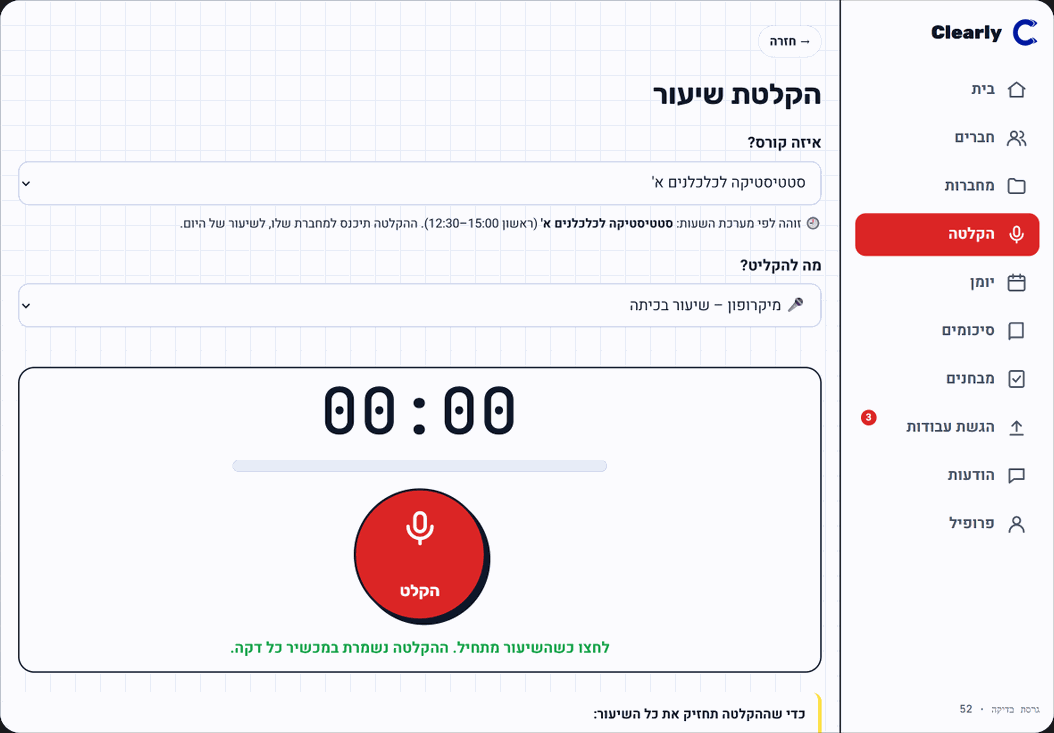 Clearly
בית
חברים
מחברות
הקלטה
יומן
סיכומים
מבחנים
הגשת עבודות 3
הודעות
פרופיל
גרסת בדיקה · 52
→ חזרה
הקלטת שיעור
איזה קורס?
סטטיסטיקה לכלכלנים א'
זוהה לפי מערכת השעות: סטטיסטיקה לכלכלנים א' (ראשון 12:30–15:00). ההקלטה תיכנס למחברת שלו, לשיעור של היום.
מה להקליט?
מיקרופון – שיעור בכיתה
00:00
הקלט
לחצו כשהשיעור מתחיל. ההקלטה נשמרת במכשיר כל דקה.
כדי שההקלטה תחזיק את כל השיעור: